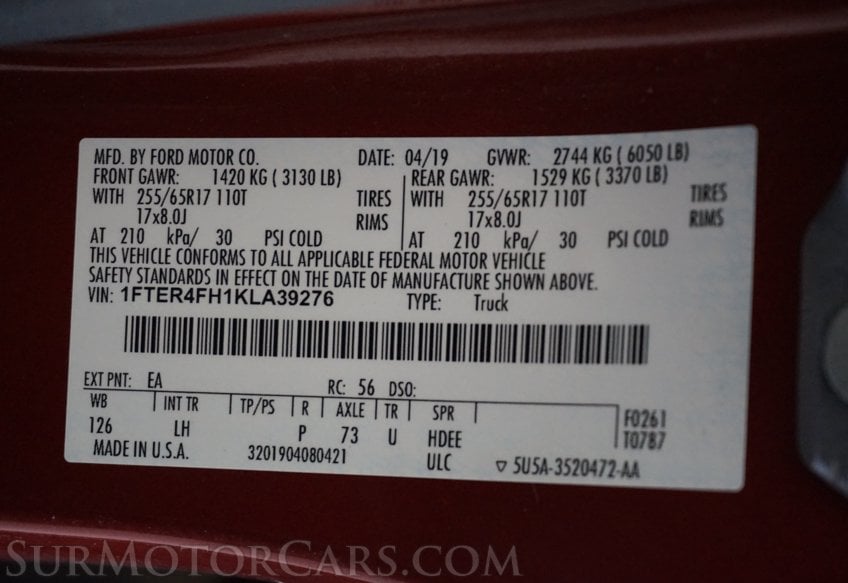 MFD. BY FORD MOTOR CO. DATE: 04/19 GVWR: 2744 KG ( 6050 LB)
FRONT GAWR: 1420 KG ( 3130 LB) REAR GAWR: 1529 KG ( 3370 LB)
WITH 255/65R17 110T TIRES WITH 255/65R17 110T TIRES
17x8.0J RIMS 17x8.0J RIMS
AT 210 kPa/ 30 PSI COLD AT 210 kPa/ 30 PSI COLD
THIS VEHICLE CONFORMS TO ALL APPLICABLE FEDERAL MOTOR VEHICLE
SAFETY STANDARDS IN EFFECT ON THE DATE OF MANUFACTURE SHOWN ABOVE.
VIN: 1FTER4FH1KLA39276 TYPE: Truck
EXT PNT: EA RC: 56 DSO:
WB INT TR TP/PS R AXLE TR SPR F0261
126 LH P 73 U HDEE T0787
MADE IN U.S.A. 3201904080421 ULC ▽ 5U5A-3520472-AA
SURMOTORCARS.COM